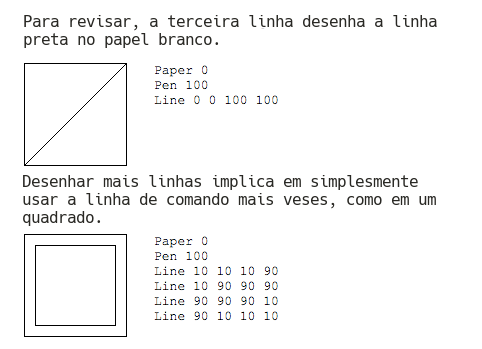 Para revisar, a terceira linha desenha a linha
preta no papel branco.
Paper 0
Pen 100
Line 0 0 100 100
Desenhar mais linhas implica em simplesmente
usar a linha de comando mais veses, como em um
quadrado.
Paper 0
Pen 100
Line 10 10 10 90
Line 10 90 90 90
Line 90 90 90 10
Line 90 10 10 10